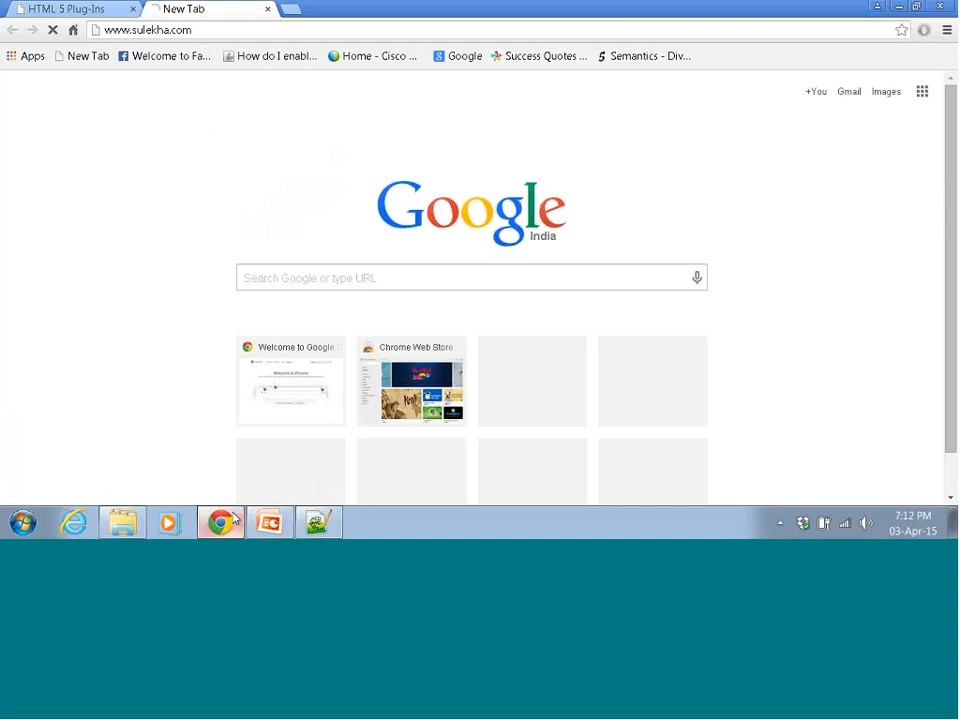 HTML 5 Plug-Ins
New Tab
www.sulekha.com
Apps New Tab Welcome to Fa... How do I enabl... Home - Cisco ... Google Success Quotes ... Semantics - Div...
+You Gmail Images
Google
India
Search Google or type URL
Welcome to Google Chrome Web Store
7:12 PM
03-Apr-15